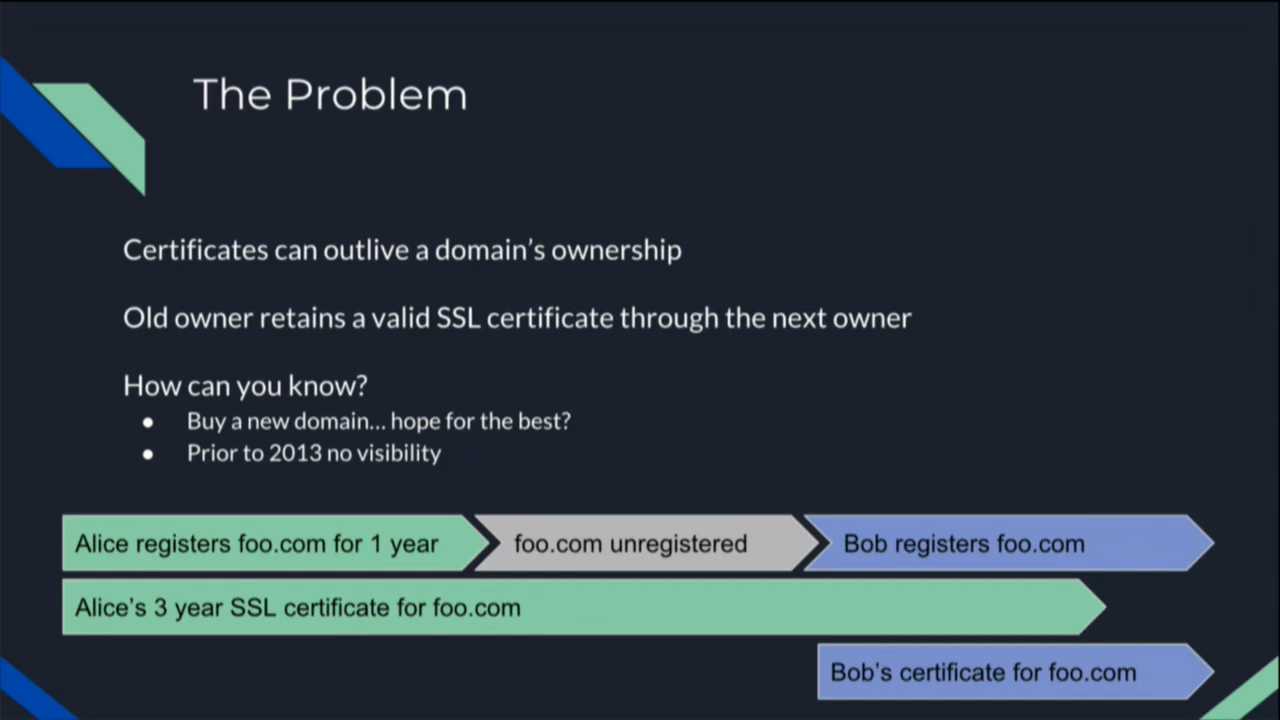 The Problem
Certificates can outlive a domain’s ownership
Old owner retains a valid SSL certificate through the next owner
How can you know?
● Buy a new domain... hope for the best?
● Prior to 2013 no visibility
Alice registers foo.com for 1 year
foo.com unregistered
Bob registers foo.com
Alice’s 3 year SSL certificate for foo.com
Bob’s certificate for foo.com